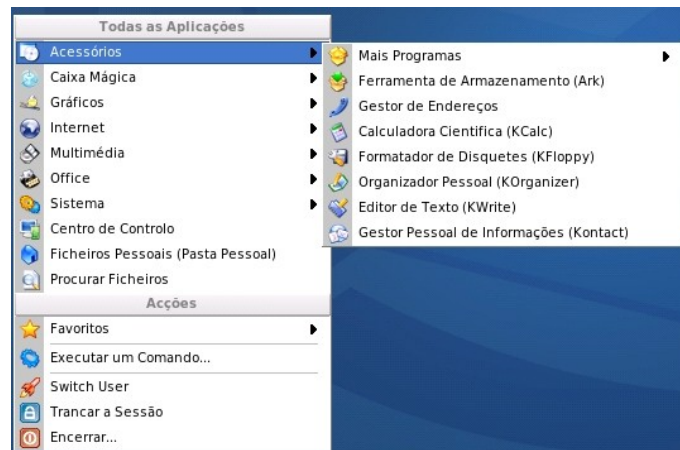 Todas as Aplicações
Acessórios
Caixa Mágica
Gráficos
Internet
Multimédia
Office
Sistema
Centro de Controlo
Ficheiros Pessoais (Pasta Pessoal)
Procurar Ficheiros
Acções
Favoritos
Executar um Comando...
Switch User
Trancar a Sessão
Encerrar...
Mais Programas
Ferramenta de Armazenamento (Ark)
Gestor de Endereços
Calculadora Cientifica (KCalc)
Formatador de Disquetes (KFloppy)
Organizador Pessoal (KOrganizer)
Editor de Texto (KWrite)
Gestor Pessoal de Informações (Kontact)